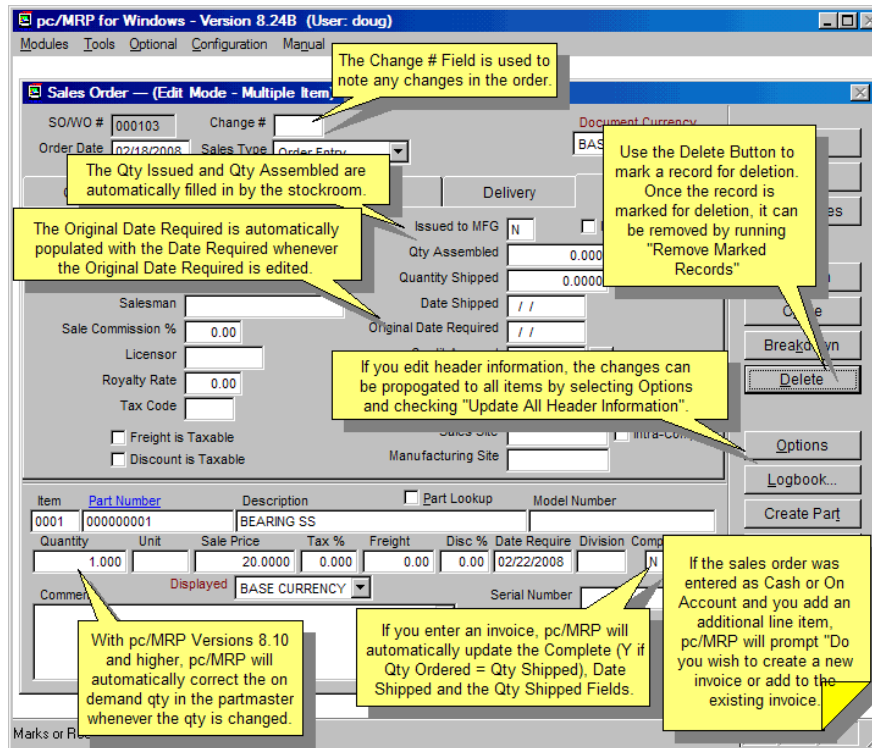 pc/MRP for Windows - Version 8.24B (User: doug)
Modules Tools Optional Configuration Manual
The Change # Field is used to
note any changes in the order.
Sales Order — (Edit Mode - Multiple Item)
SO/WO # 000103 Change #
Document Currency
Order Date 02/18/2008 Sales Type Order Entry
BAS
Use the Delete Button to
mark a record for deletion.
Once the record is
marked for deletion, it can
be removed by running
"Remove Marked
Records"
The Qty Issued and Qty Assembled are
automatically filled in by the stockroom.
Delivery
The Original Date Required is automatically
populated with the Date Required whenever
the Original Date Required is edited.
Issued to MFG N
Qty Assembled 0.000
Quantity Shipped 0.0000
Salesman
Date Shipped / /
Sale Commission % 0.00
Original Date Required / /
Licensor
Breakdown
Royalty Rate 0.00
Delete
If you edit header information, the changes can
be propogated to all items by selecting Options
and checking "Update All Header Information".
Tax Code
Freight is Taxable
Sales Site
Options
Discount is Taxable
Manufacturing Site
Logbook...
Item Part Number Description Part Lookup Model Number
Create Part
0001 000000001 BEARING SS
Quantity Unit Sale Price Tax % Freight Disc % Date Require Division Comp
1.000 20.0000 0.000 0.00 0.00 02/22/2008 N
Displayed BASE CURRENCY
Serial Number
Commen
If the sales order was
entered as Cash or On
Account and you add an
additional line item,
pc/MRP will prompt "Do
you wish to create a new
invoice or add to the
existing invoice.
With pc/MRP Versions 8.10
and higher, pc/MRP will
automatically correct the on
demand qty in the partmaster
whenever the qty is changed.
If you enter an invoice, pc/MRP will
automatically update the Complete (Y if
Qty Ordered = Qty Shipped), Date
Shipped and the Qty Shipped Fields.
Marks or Re